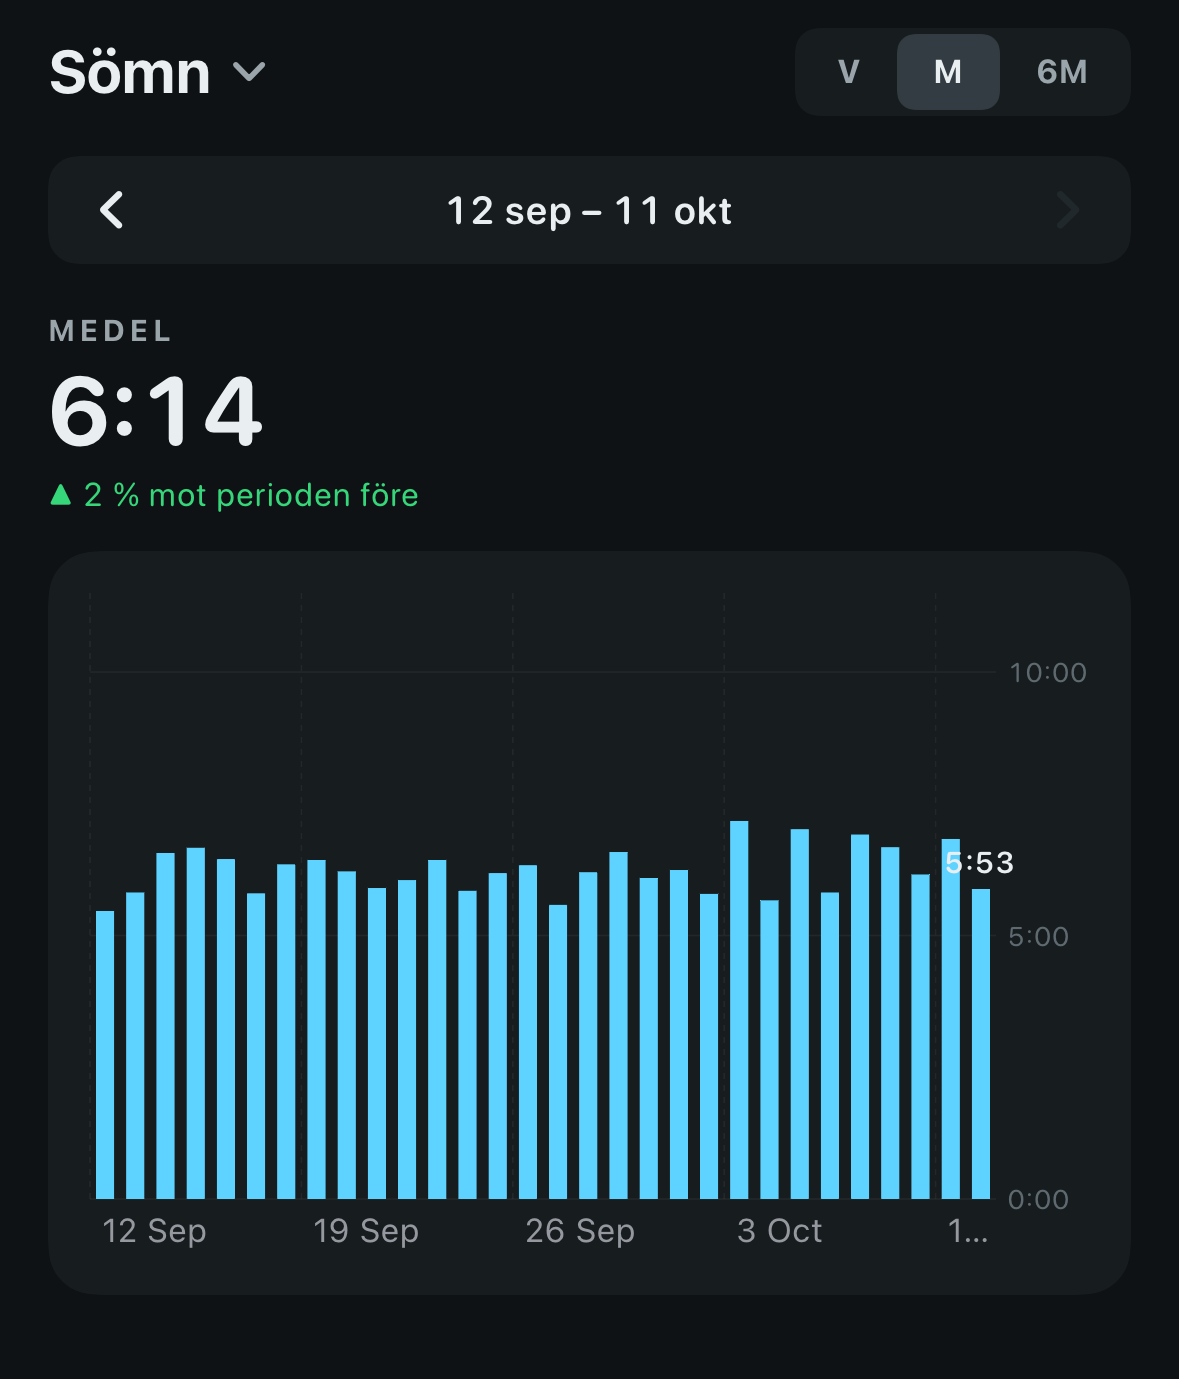 Sömn
V M 6M
12 sep – 11 okt
MEDEL
6:14
▲ 2 % mot perioden före
10:00
5:53
5:00
0:00
12 Sep 19 Sep 26 Sep 3 Oct 1...